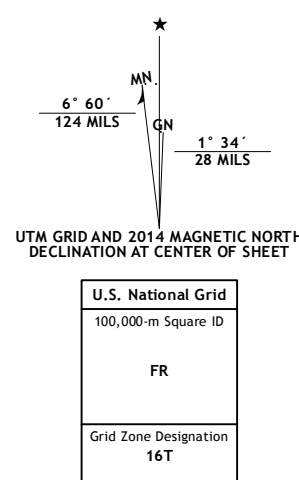 ★
MN.
6° 60´
124 MILS
GN
1° 34´
28 MILS
UTM GRID AND 2014 MAGNETIC NORTH
DECLINATION AT CENTER OF SHEET
U.S. National Grid
100,000-m Square ID
FR
Grid Zone Designation
16T